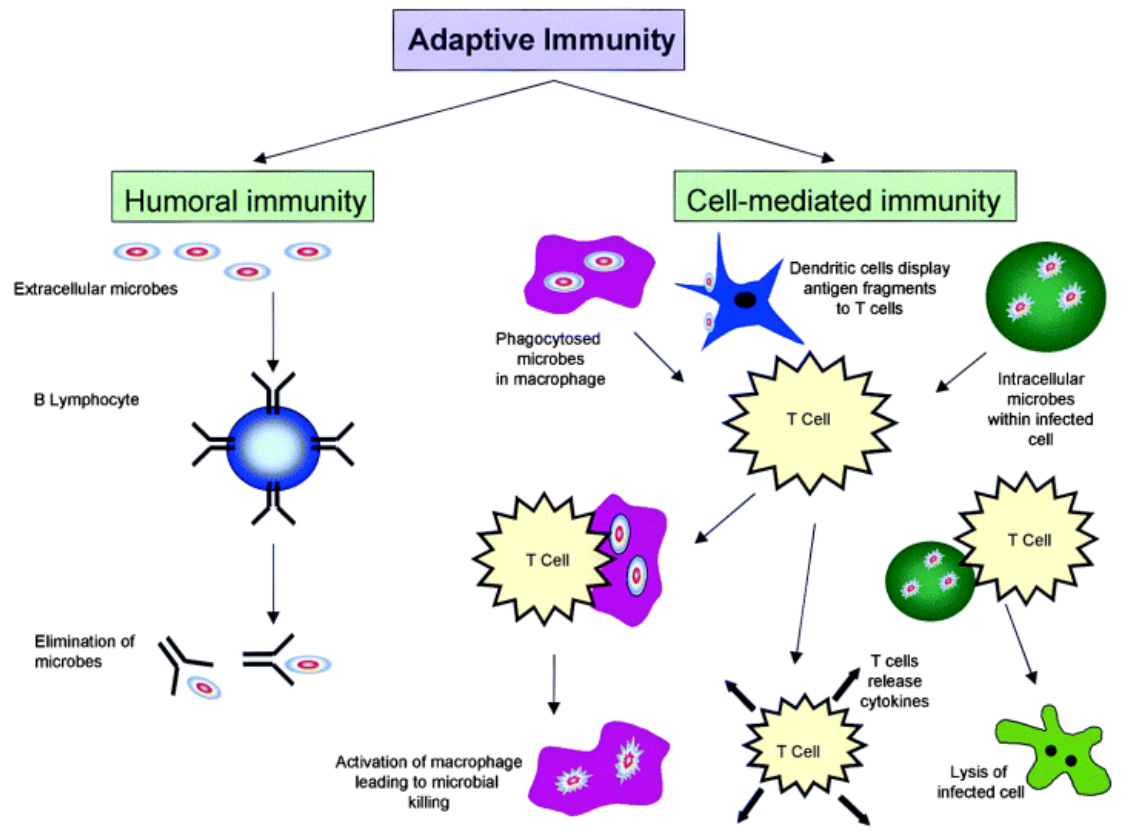 Adaptive Immunity
Humoral immunity
Extracellular microbes
B Lymphocyte
Elimination of
microbes
Cell-mediated immunity
Phagocytosed
microbes
in macrophage
Dendritic cells display
antigen fragments
to T cells
Intracellular
microbes
within infected
cell
T Cell
T Cell
T Cell
Activation of macrophage
leading to microbial
killing
T cells
release
cytokines
T Cell
Lysis of
infected cell